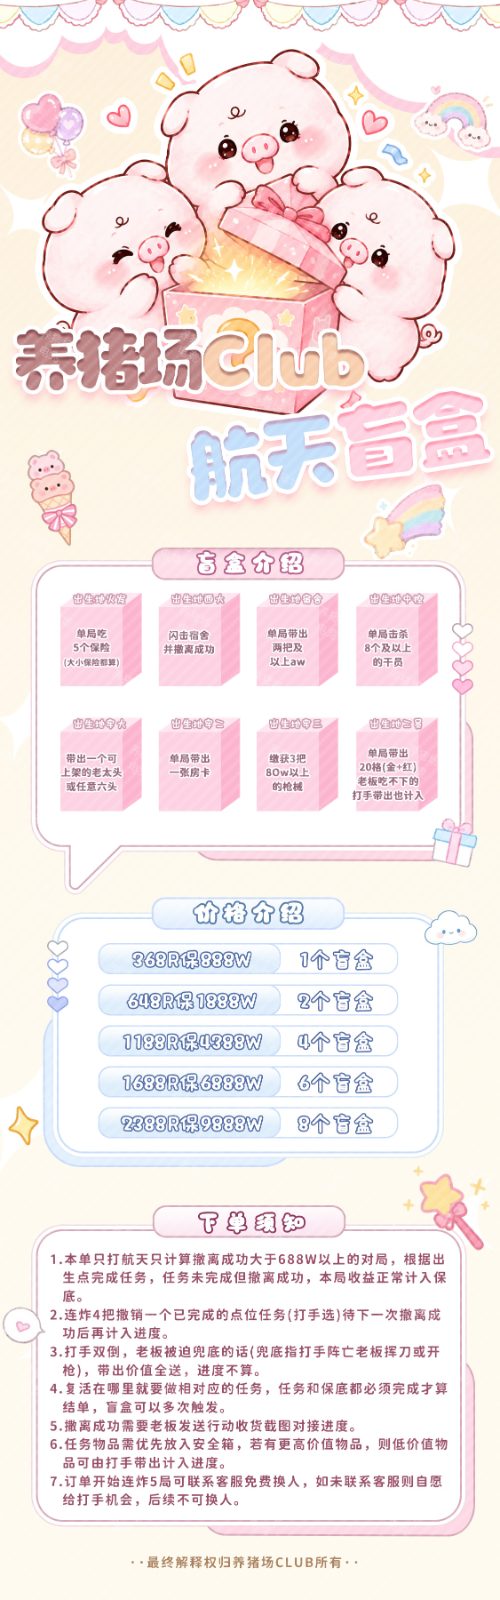 养猪场Club
航天盲盒
盲盒介绍
出生地火发
单局吃
5个保险
(大小保险都算)
出生地西大
闪击宿舍
并撤离成功
出生地宿舍
单局带出
两把及
以上aw
出生地中控
单局击杀
8个及以上
的干员
带出一个可
上架的老太头
或任意六头
单局带出
一张房卡
缴获3把
80w以上
的枪械
单局带出
20格(金+红)
老板吃不下的
打手带出也计入
价格介绍
368R保888W 1个盲盒
648R保1888W 2个盲盒
1188R保4388W 4个盲盒
1688R保6888W 6个盲盒
2388R保9888W 8个盲盒
下单须知
1.本单只打航天只计算撤离成功大于688W以上的对局，根据出
生点完成任务，任务未完成但撤离成功，本局收益正常计入保
底。
2.连炸4把撤销一个已完成的点位任务(打手选)待下一次撤离成
功后再计入进度。
3.打手双倒，老板被迫兜底的话(兜底指打手阵亡老板挥刀或开
枪)，带出价值全送，进度不算。
4.复活在哪里就要做相对应的任务，任务和保底都必须完成才算
结单，盲盒可以多次触发。
5.撤离成功需要老板发送行动收货截图对接进度。
6.任务物品需优先放入安全箱，若有更高价值物品，则低价值物
品可由打手带出计入进度。
7.订单开始连炸5局可联系客服免费换人，如未联系客服则自愿
给打手机会，后续不可换人。
··最终解释权归养猪场CLUB所有··